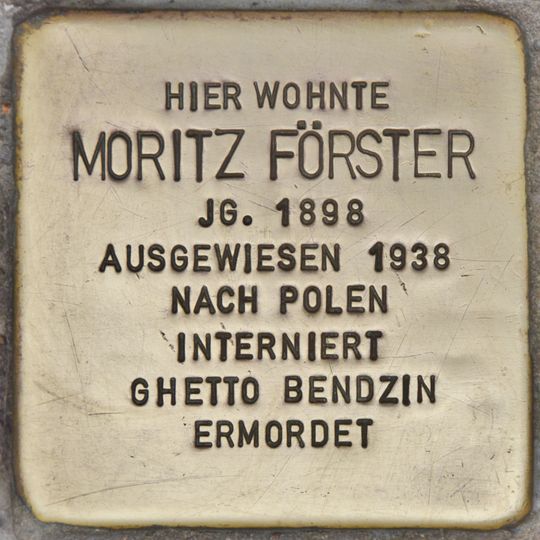 HIER WOHNTE
MORITZ FÖRSTER
JG. 1898
AUSGEWIESEN 1938
NACH POLEN
INTERNIERT
GHETTO BENDZIN
ERMORDET